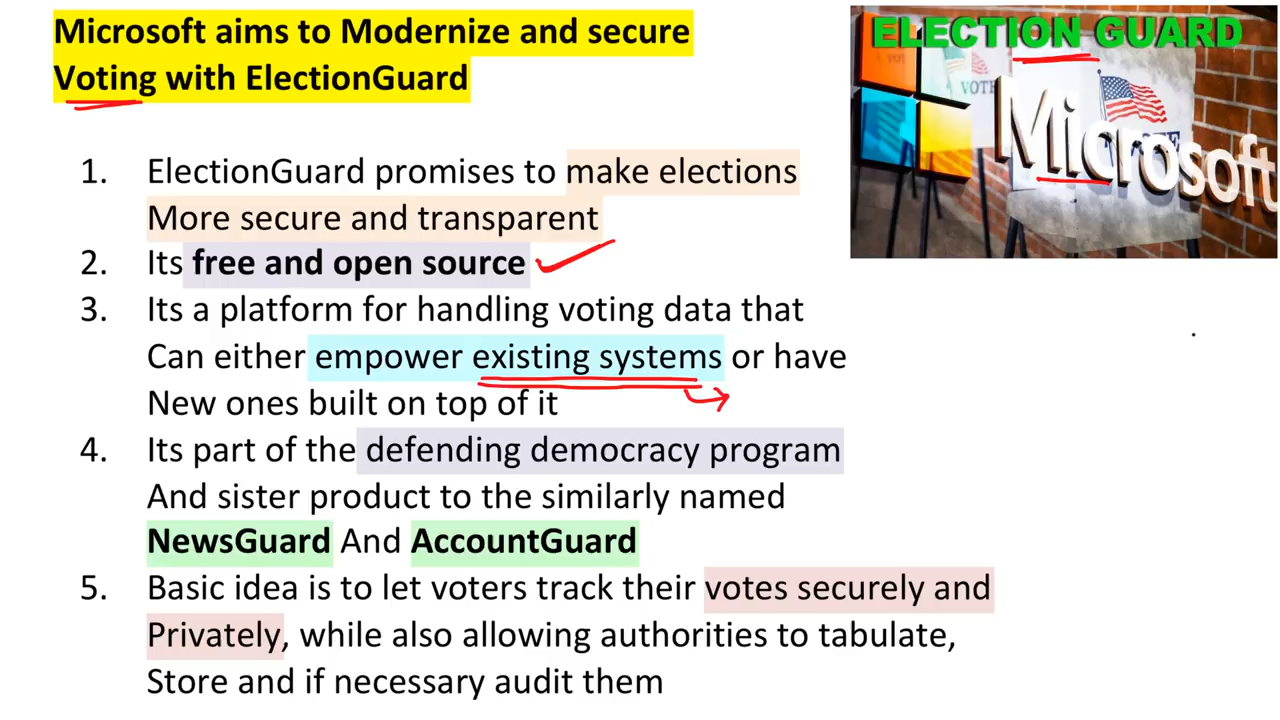 Microsoft aims to Modernize and secure
Voting with ElectionGuard
ELECTION GUARD
VOTE
Microsoft
1. ElectionGuard promises to make elections
More secure and transparent
2. Its free and open source
3. Its a platform for handling voting data that
Can either empower existing systems or have
New ones built on top of it
4. Its part of the defending democracy program
And sister product to the similarly named
NewsGuard And AccountGuard
5. Basic idea is to let voters track their votes securely and
Privately, while also allowing authorities to tabulate,
Store and if necessary audit them